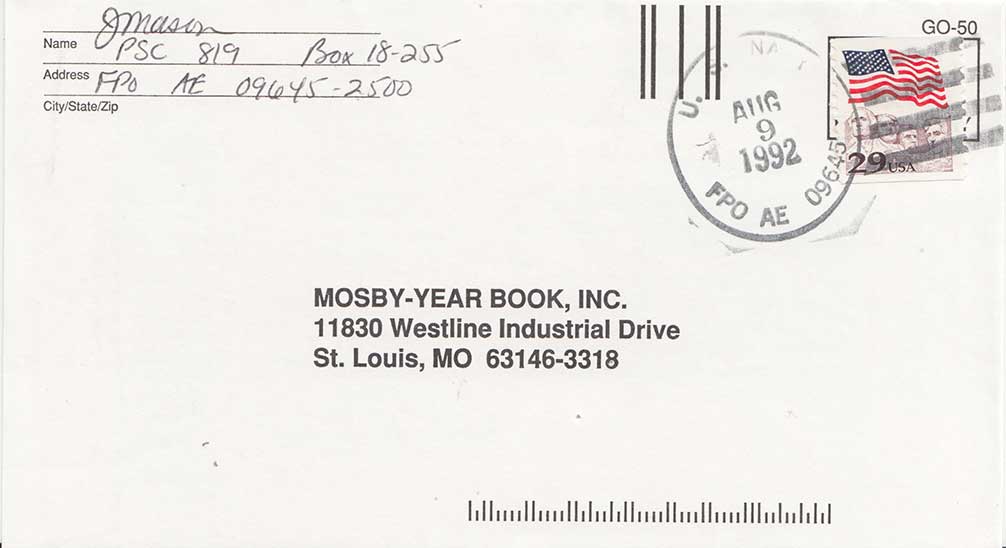 Name JMason
PSC 819 Box 18-255
Address FPO AE 09645-2500
City/State/Zip
GO-50
U. S. NA
AUG
9
1992
FPO AE 09645
29 USA
MOSBY-YEAR BOOK, INC.
11830 Westline Industrial Drive
St. Louis, MO 63146-3318